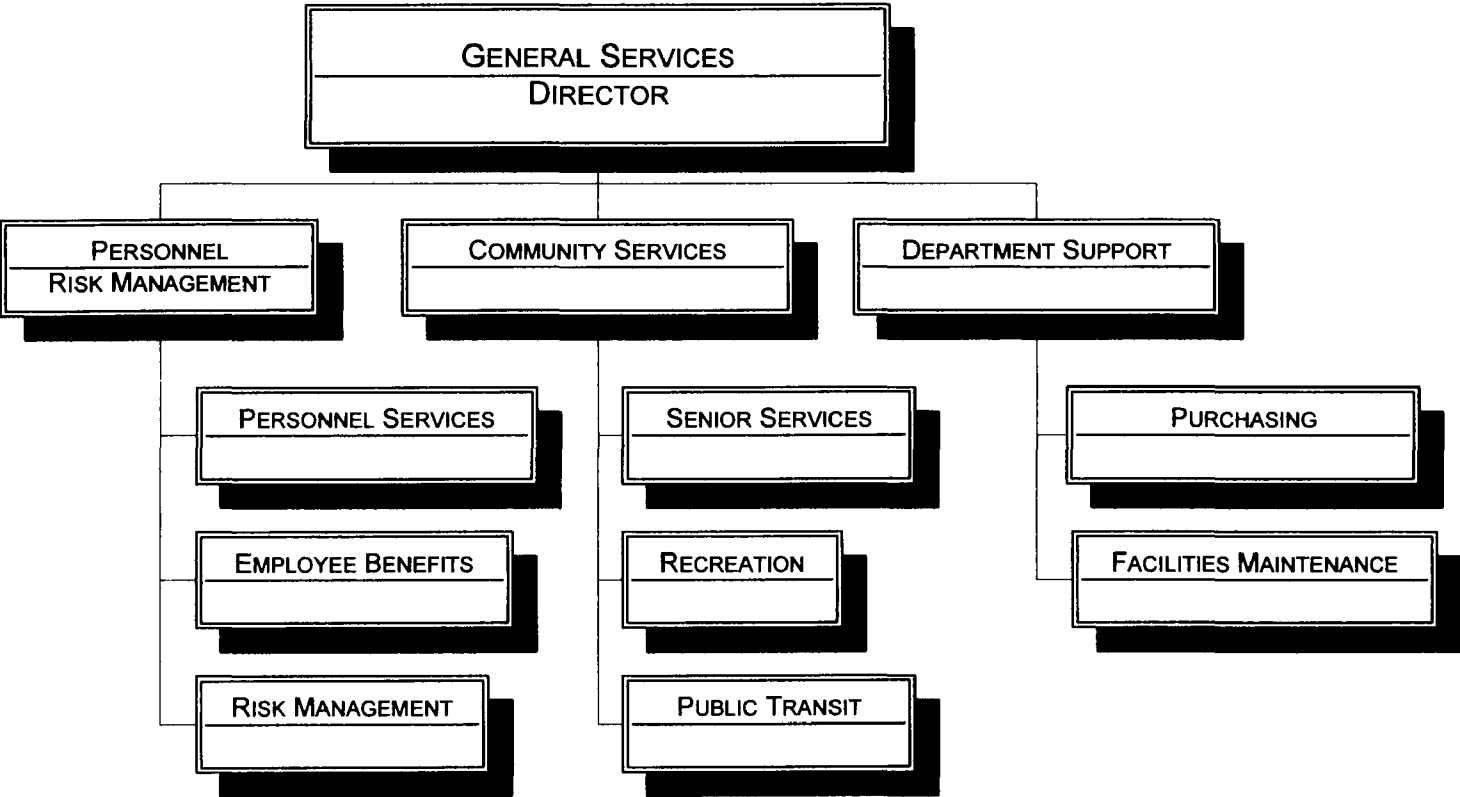 GENERAL SERVICES
DIRECTOR
PERSONNEL
RISK MANAGEMENT
COMMUNITY SERVICES
DEPARTMENT SUPPORT
PERSONNEL SERVICES
SENIOR SERVICES
PURCHASING
EMPLOYEE BENEFITS
RECREATION
FACILITIES MAINTENANCE
RISK MANAGEMENT
PUBLIC TRANSIT